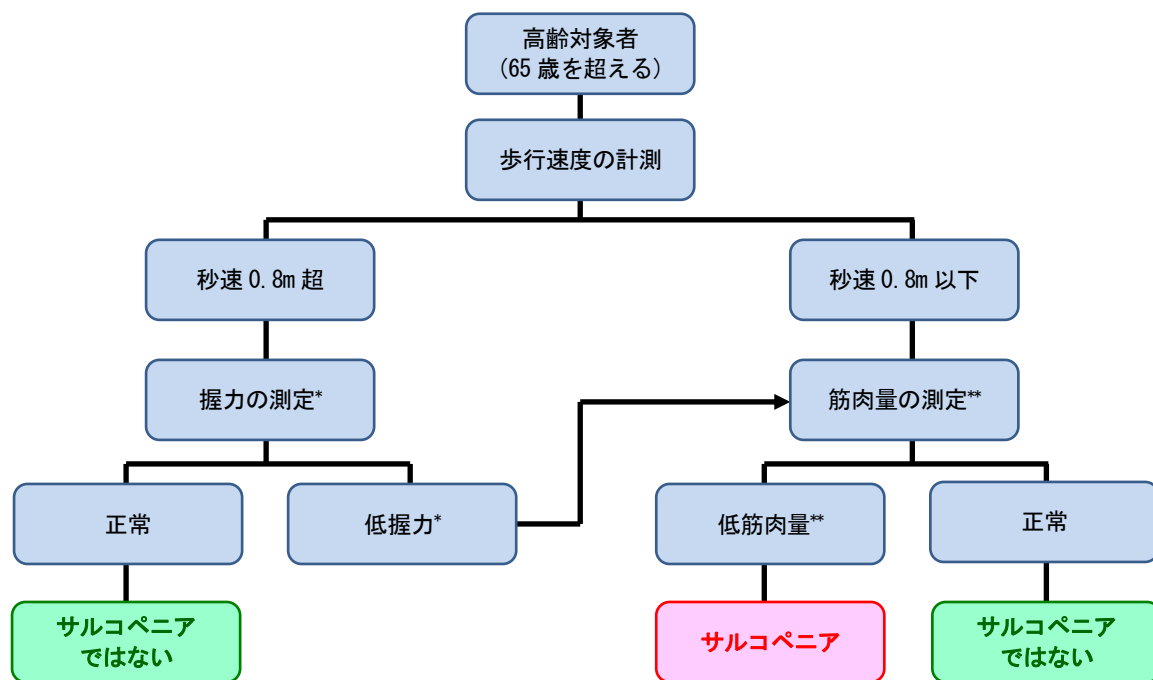 高齢対象者
（65 歳を超える）
歩行速度の計測
秒速 0.8m 超
秒速 0.8m 以下
握力の測定*
筋肉量の測定**
正常
低握力*
低筋肉量**
正常
サルコペニア
ではない
サルコペニア
サルコペニア
ではない